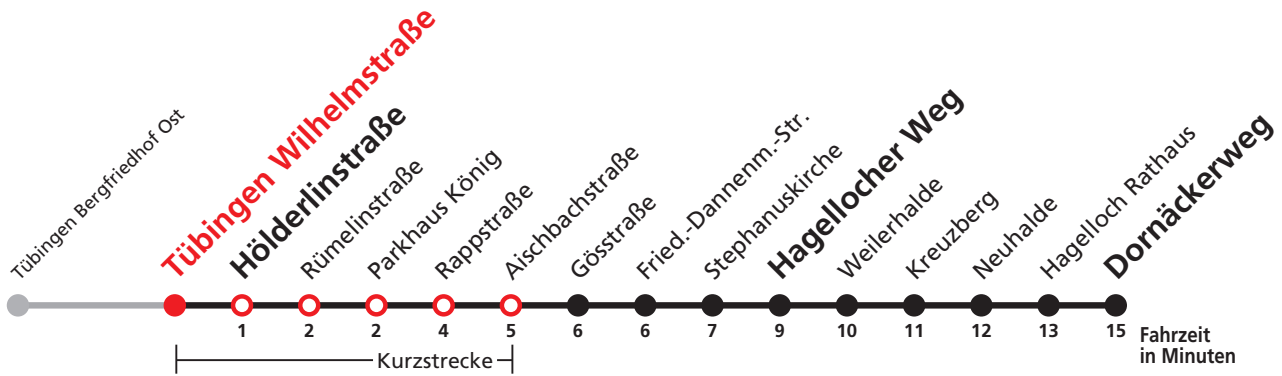 Tübingen Bergfriedhof Ost
Tübingen Wilhelmstraße
Hölderlinstraße
Rümelinstraße
Parkhaus König
Rappstraße
Aischbachstraße
Gösstraße
Fried.-Dannenm.-Str.
Stephanuskirche
Hagellocher Weg
Weilerhalde
Kreuzberg
Neuhalde
Hagelloch Rathaus
Dornäckerweg
1 2 2 4 5 6 6 7 9 10 11 12 13 15
Fahrzeit
in Minuten
Kurzstrecke